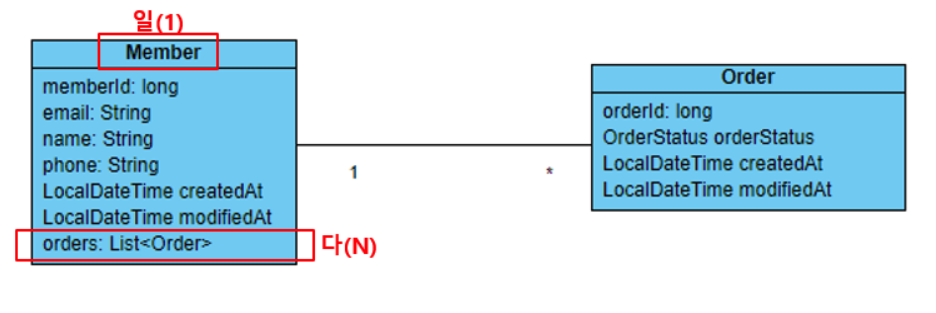 일(1)
Member
memberId: long
email: String
name: String
phone: String
LocalDateTime createdAt
LocalDateTime modifiedAt
orders: List<Order>
다(N)
1
*
Order
orderId: long
OrderStatus orderStatus
LocalDateTime createdAt
LocalDateTime modifiedAt